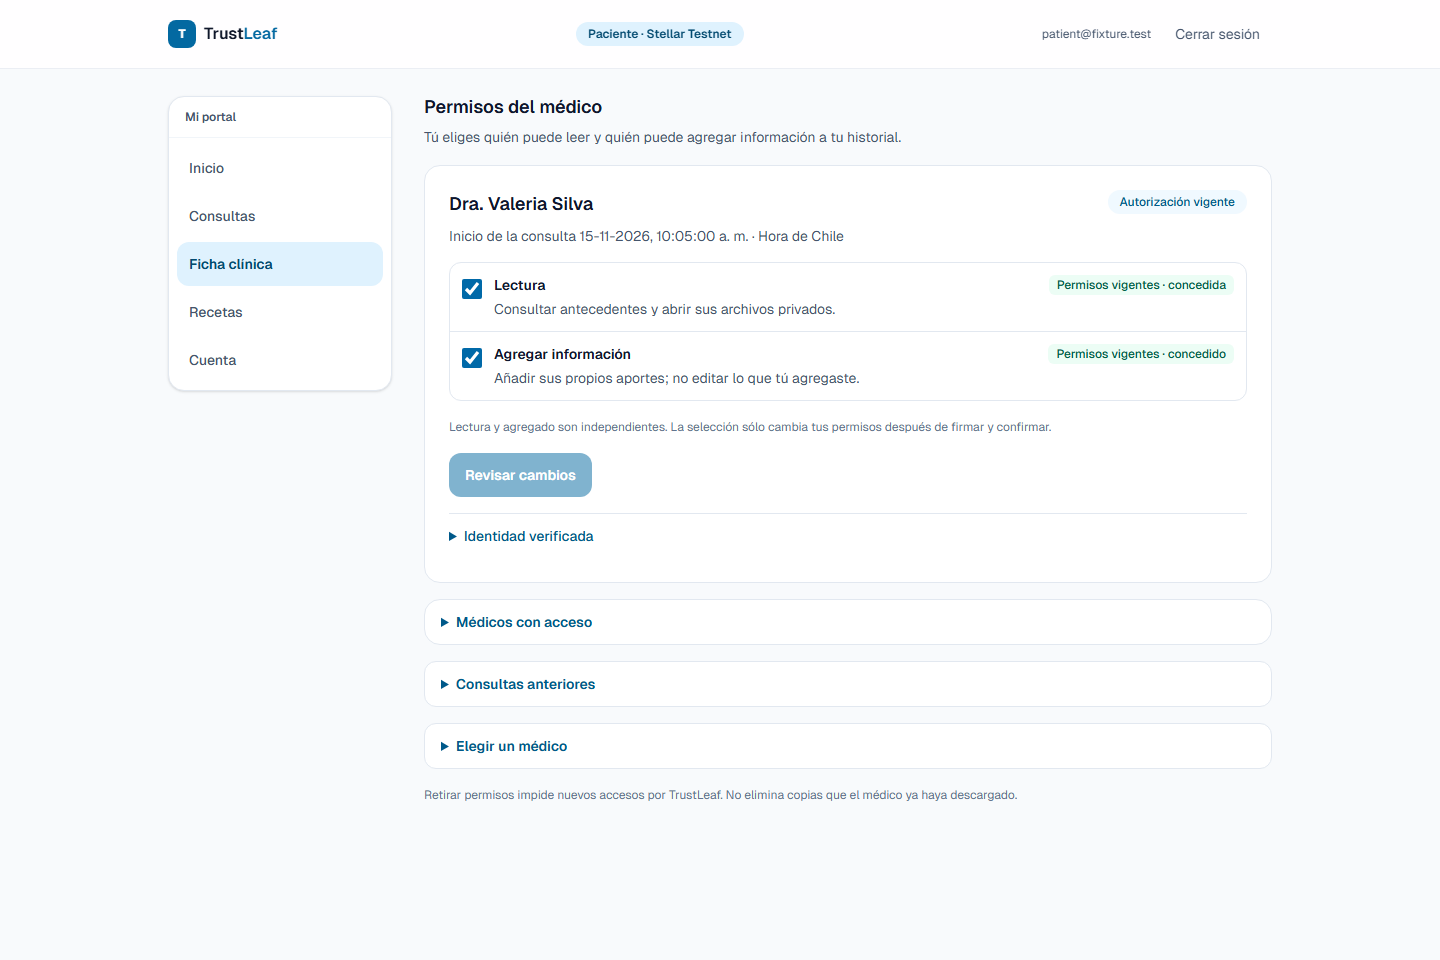 T TrustLeaf
Paciente · Stellar Testnet
patient@fixture.test
Cerrar sesión
Mi portal
Inicio
Consultas
Ficha clínica
Recetas
Cuenta
Permisos del médico
Tú eliges quién puede leer y quién puede agregar información a tu historial.
Dra. Valeria Silva
Autorización vigente
Inicio de la consulta 15-11-2026, 10:05:00 a. m. · Hora de Chile
Lectura
Permisos vigentes · concedida
Consultar antecedentes y abrir sus archivos privados.
Agregar información
Permisos vigentes · concedido
Añadir sus propios aportes; no editar lo que tú agregaste.
Lectura y agregado son independientes. La selección sólo cambia tus permisos después de firmar y confirmar.
Revisar cambios
Identidad verificada
Médicos con acceso
Consultas anteriores
Elegir un médico
Retirar permisos impide nuevos accesos por TrustLeaf. No elimina copias que el médico ya haya descargado.